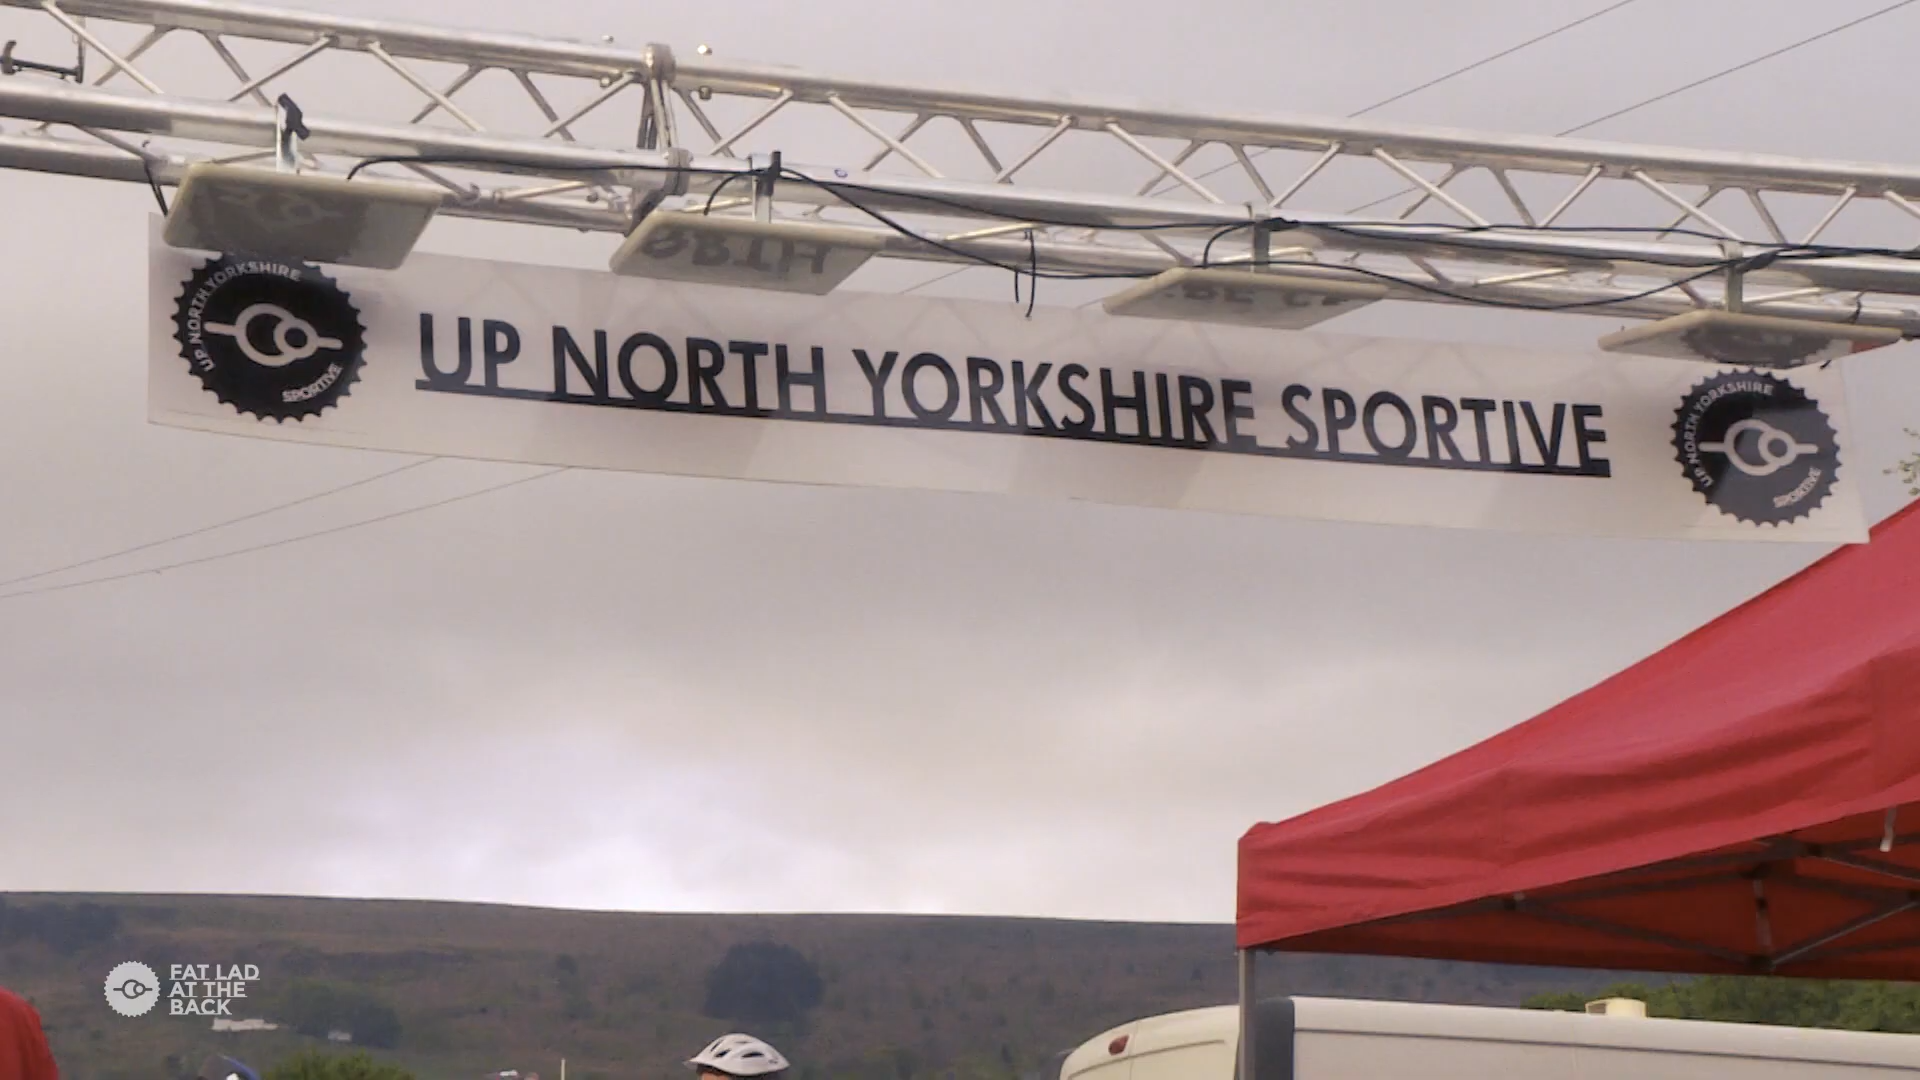 UP NORTH YORKSHIRE SPORTIVE
UP NORTH YORKSHIRE
SPORTIVE
UP NORTH YORKSHIRE
SPORTIVE
FAT LAD
AT THE
BACK